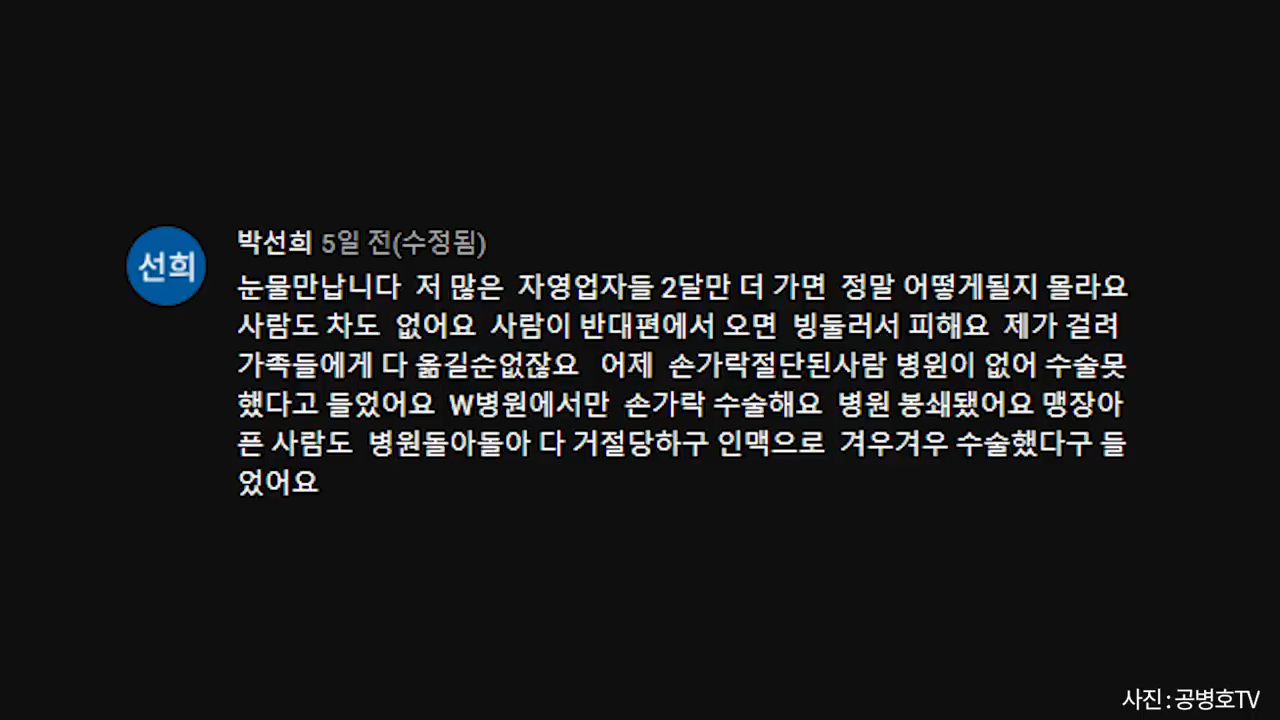 선희
박선희 5일 전(수정됨)
눈물만납니다 저 많은 자영업자들 2달만 더 가면 정말 어떻게될지 몰라요
사람도 차도 없어요 사람이 반대편에서 오면 빙둘러서 피해요 제가 걸려
가족들에게 다 옮길순없잖요 어제 손가락절단된사람 병원이 없어 수술못
했다고 들었어요 W병원에서만 손가락 수술해요 병원 봉쇄됐어요 맹장아
픈 사람도 병원돌아돌아 다 거절당하구 인맥으로 겨우겨우 수술했다구 들
었어요
사진 : 공병호TV